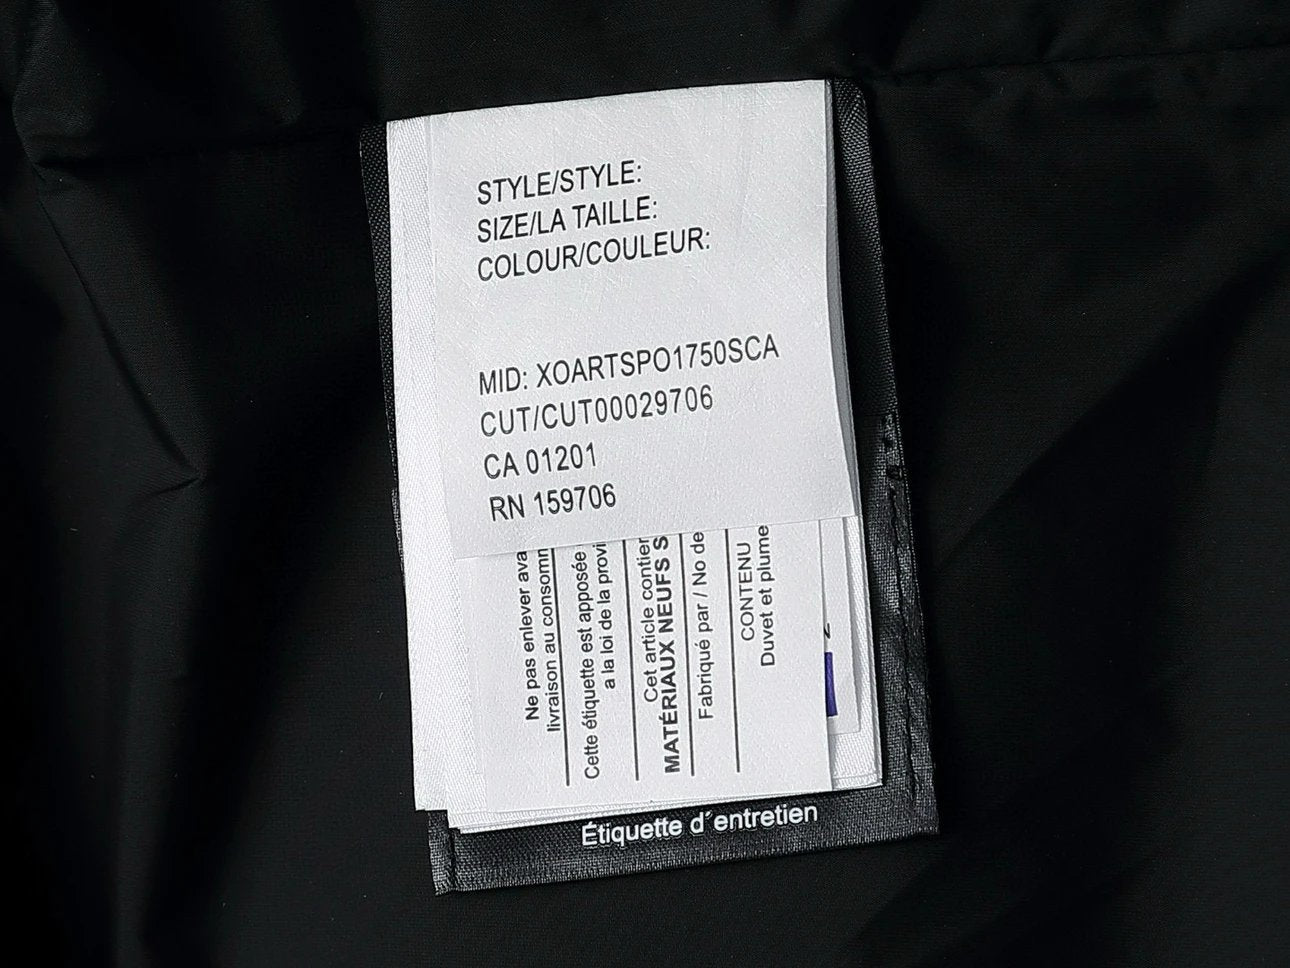 STYLE/STYLE:
SIZE/LA TAILLE:
COLOUR/COULEUR:
MID: XOARTSPO1750SCA
CUT/CUT00029706
CA 01201
RN 159706
Ne pas enlever ava
livraison au consomm
Cette étiquette est apposée
a la loi de la provi
Cet article contien
MATÉRIAUX NEUFS S
Fabriqué par / No de
CONTENU
Duvet et plume
Étiquette d´entretien